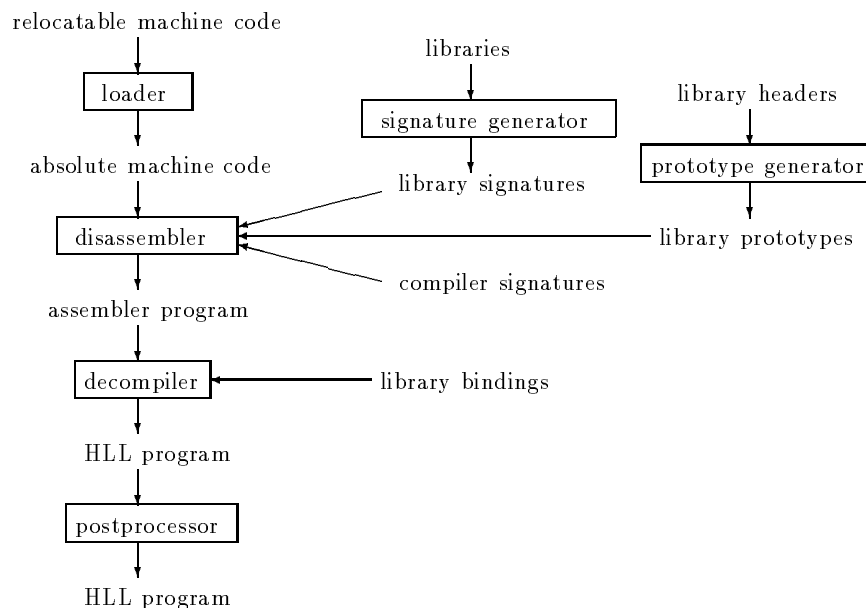 relocatable machine code
libraries
loader
library headers
signature generator
absolute machine code
prototype generator
library signatures
disassembler
library prototypes
compiler signatures
assembler program
decompiler
library bindings
HLL program
postprocessor
HLL program